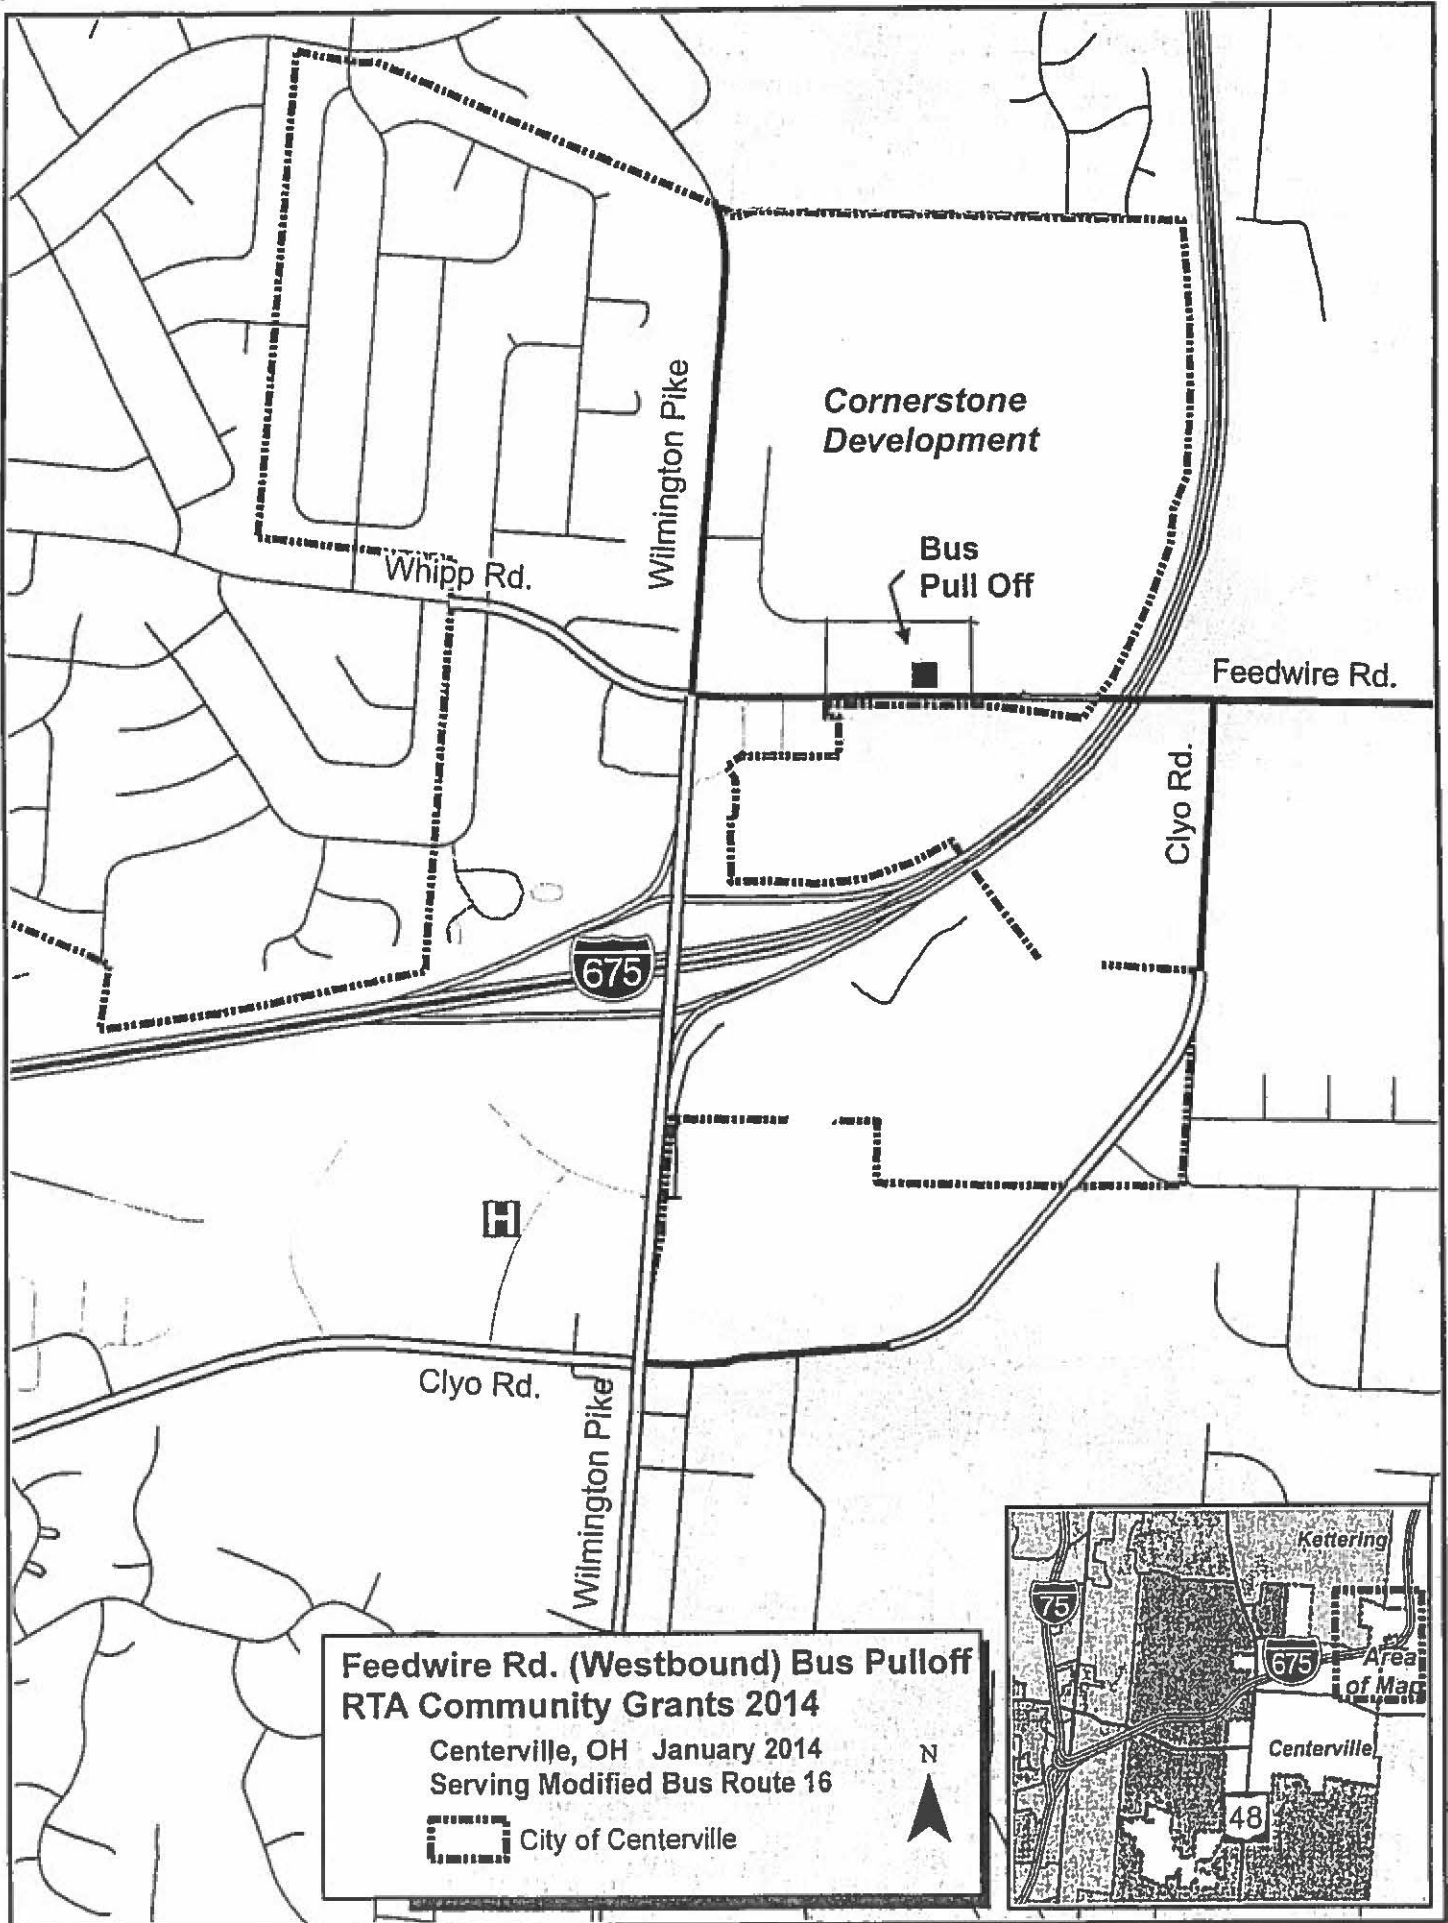 Wilmington Pike
Cornerstone
Development
Bus
Pull Off
Whipp Rd.
Feedwire Rd.
Clyo Rd.
675
H
Clyo Rd.
Wilmington Pike
Feedwire Rd. (Westbound) Bus Pulloff
RTA Community Grants 2014
Centerville, OH January 2014
Serving Modified Bus Route 16
N
City of Centerville
Kettering
75
675
Area
of Map
Centerville
48